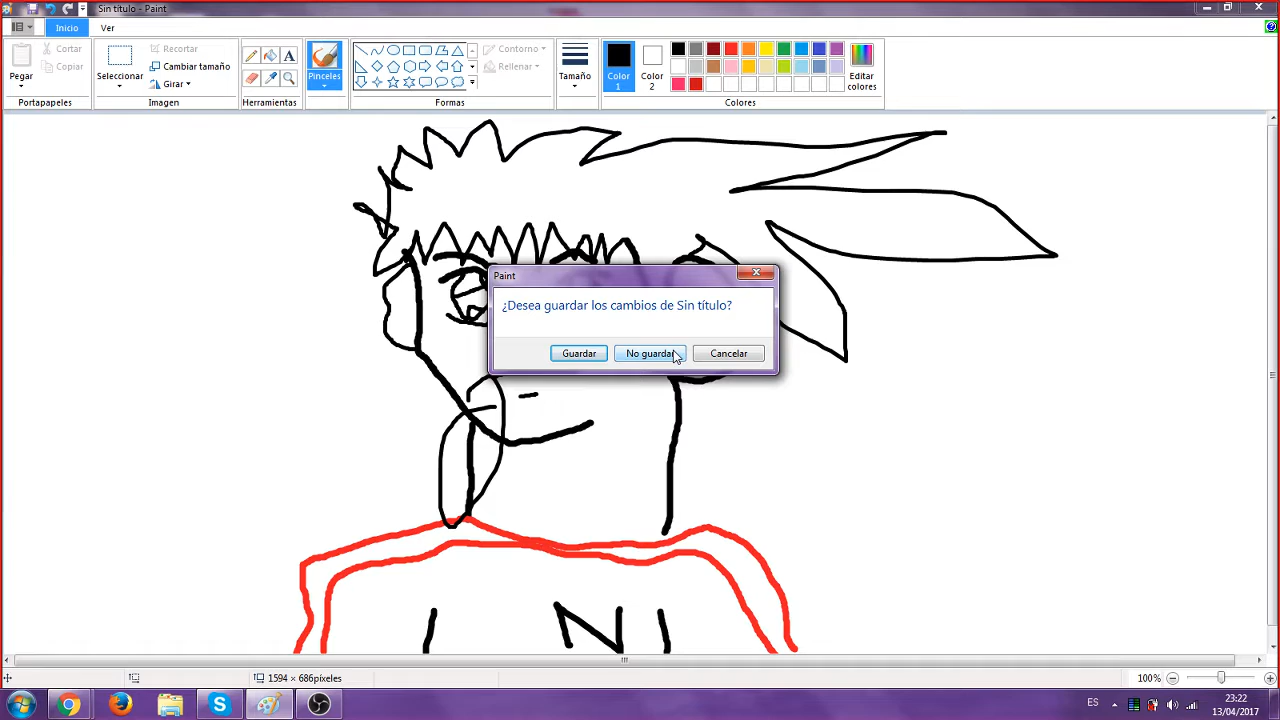 Sin título - Paint
Inicio
Ver
Pegar
Cortar
Copiar
Portapapeles
Seleccionar
Recortar
Cambiar tamaño
Girar
Imagen
A
Herramientas
Pinceles
Contorno
Rellenar
Formas
Tamaño
Color 1
Color 2
Editar colores
Colores
Paint
¿Desea guardar los cambios de Sin título?
Guardar
No guardar
Cancelar
N
1594 × 686píxeles
100%
ES
23:22
13/04/2017